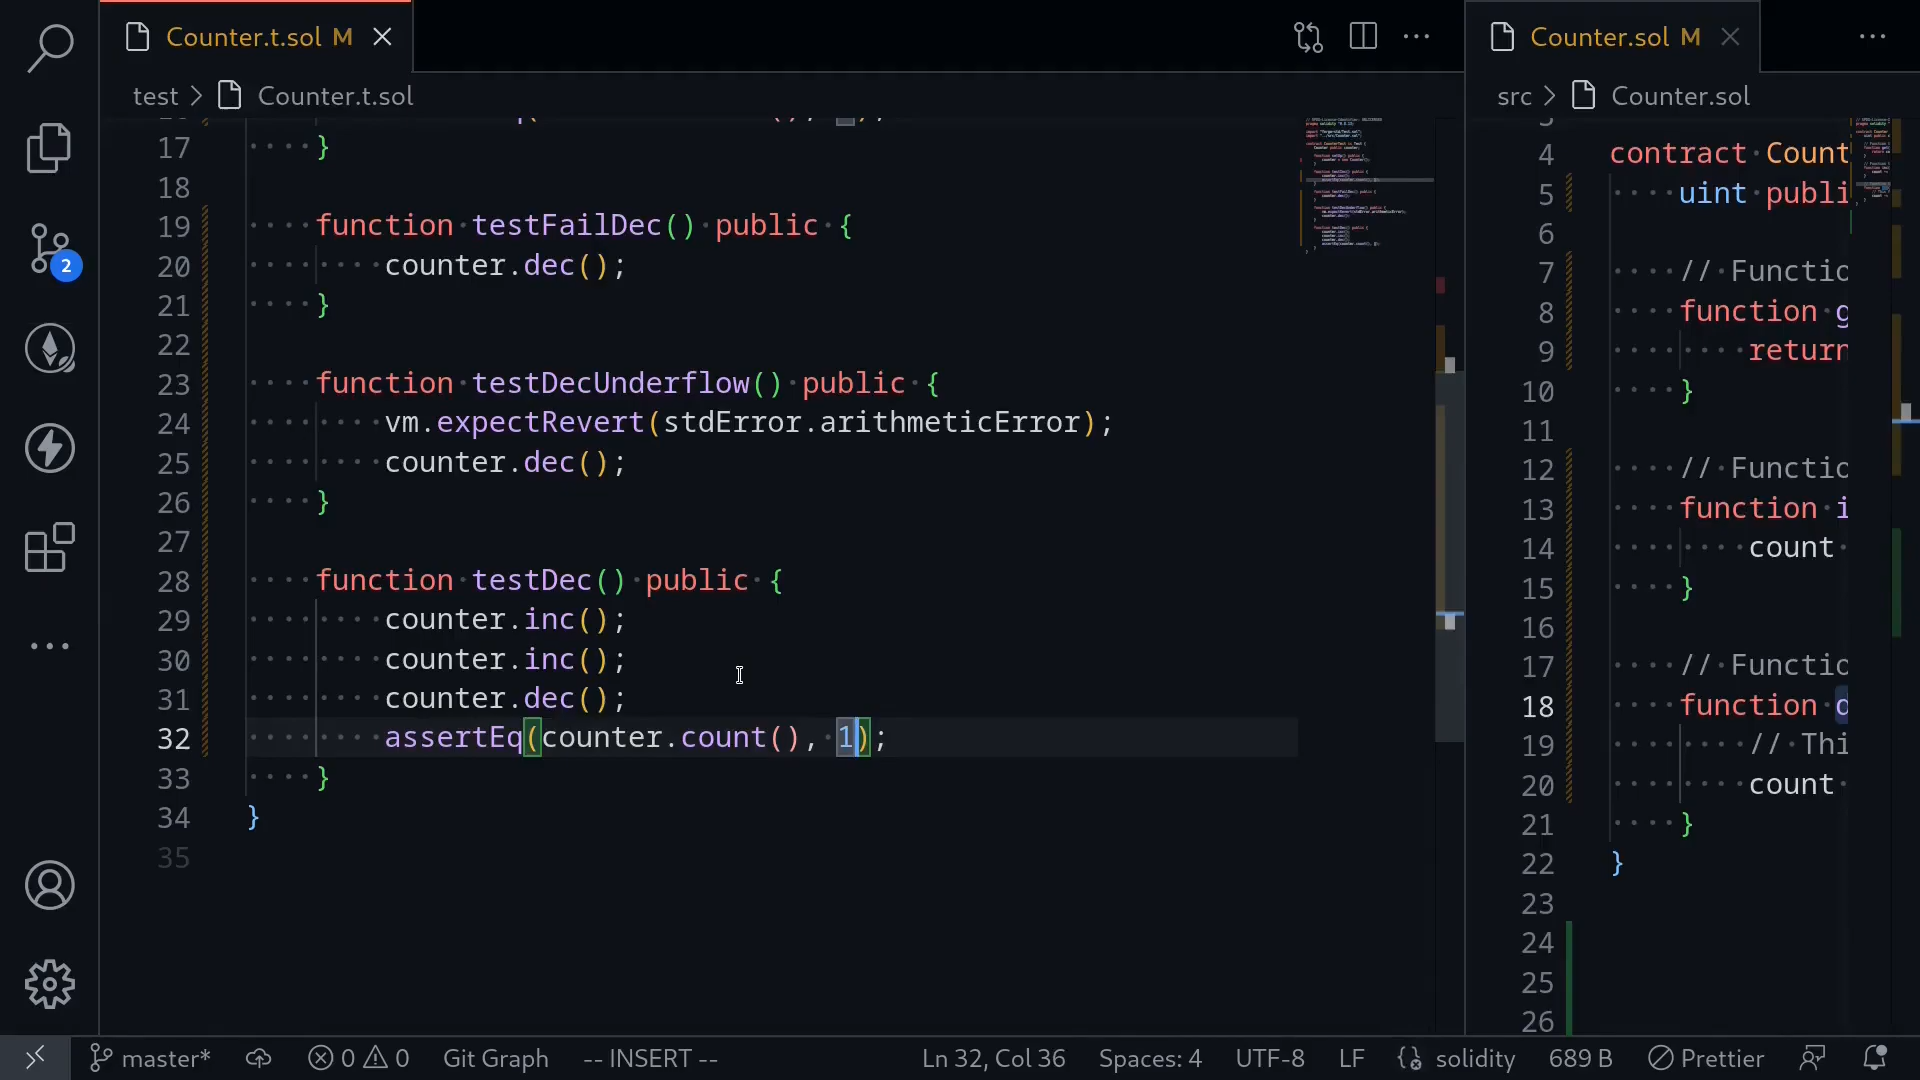 Counter.t.sol M
Counter.sol M
test > Counter.t.sol
src > Counter.sol
17 }
18
19 function testFailDec() public {
20 counter.dec();
21 }
22
23 function testDecUnderflow() public {
24 vm.expectRevert(stdError.arithmeticError);
25 counter.dec();
26 }
27
28 function testDec() public {
29 counter.inc();
30 counter.inc();
31 counter.dec();
32 assertEq(counter.count(), 1);
33 }
34 }
35
4 contract Count
5 uint publi
6
7 // Functio
8 function g
9 return
10 }
11
12 // Functio
13 function i
14 count
15 }
16
17 // Functio
18 function d
19 // Thi
20 count
21 }
22 }
23
24
25
26
2
master* 0 0 Git Graph -- INSERT -- Ln 32, Col 36 Spaces: 4 UTF-8 LF solidity 689 B Prettier